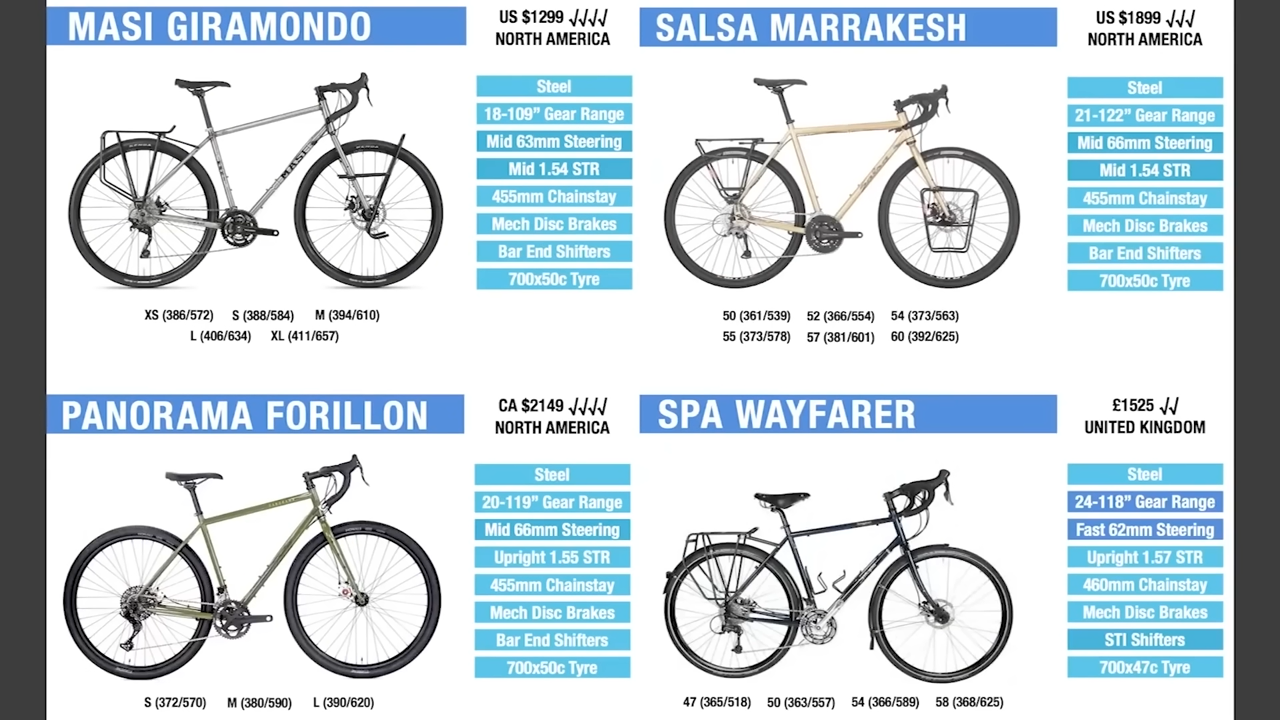 MASI GIRAMONDO
US $1299 √√√√
NORTH AMERICA
Steel
18-109” Gear Range
Mid 63mm Steering
Mid 1.54 STR
455mm Chainstay
Mech Disc Brakes
Bar End Shifters
700x50c Tyre
MASI
XS (386/572) S (388/584) M (394/610)
L (406/634) XL (411/657)
SALSA MARRAKESH
US $1899 √√√
NORTH AMERICA
Steel
21-122” Gear Range
Mid 66mm Steering
Mid 1.54 STR
455mm Chainstay
Mech Disc Brakes
Bar End Shifters
700x50c Tyre
50 (361/539) 52 (366/554) 54 (373/563)
55 (373/578) 57 (381/601) 60 (392/625)
PANORAMA FORILLON
CA $2149 √√√√
NORTH AMERICA
Steel
20-119” Gear Range
Mid 66mm Steering
Upright 1.55 STR
455mm Chainstay
Mech Disc Brakes
Bar End Shifters
700x50c Tyre
S (372/570) M (380/590) L (390/620)
SPA WAYFARER
£1525 √√
UNITED KINGDOM
Steel
24-118” Gear Range
Fast 62mm Steering
Upright 1.57 STR
460mm Chainstay
Mech Disc Brakes
STI Shifters
700x47c Tyre
47 (365/518) 50 (363/557) 54 (366/589) 58 (368/625)